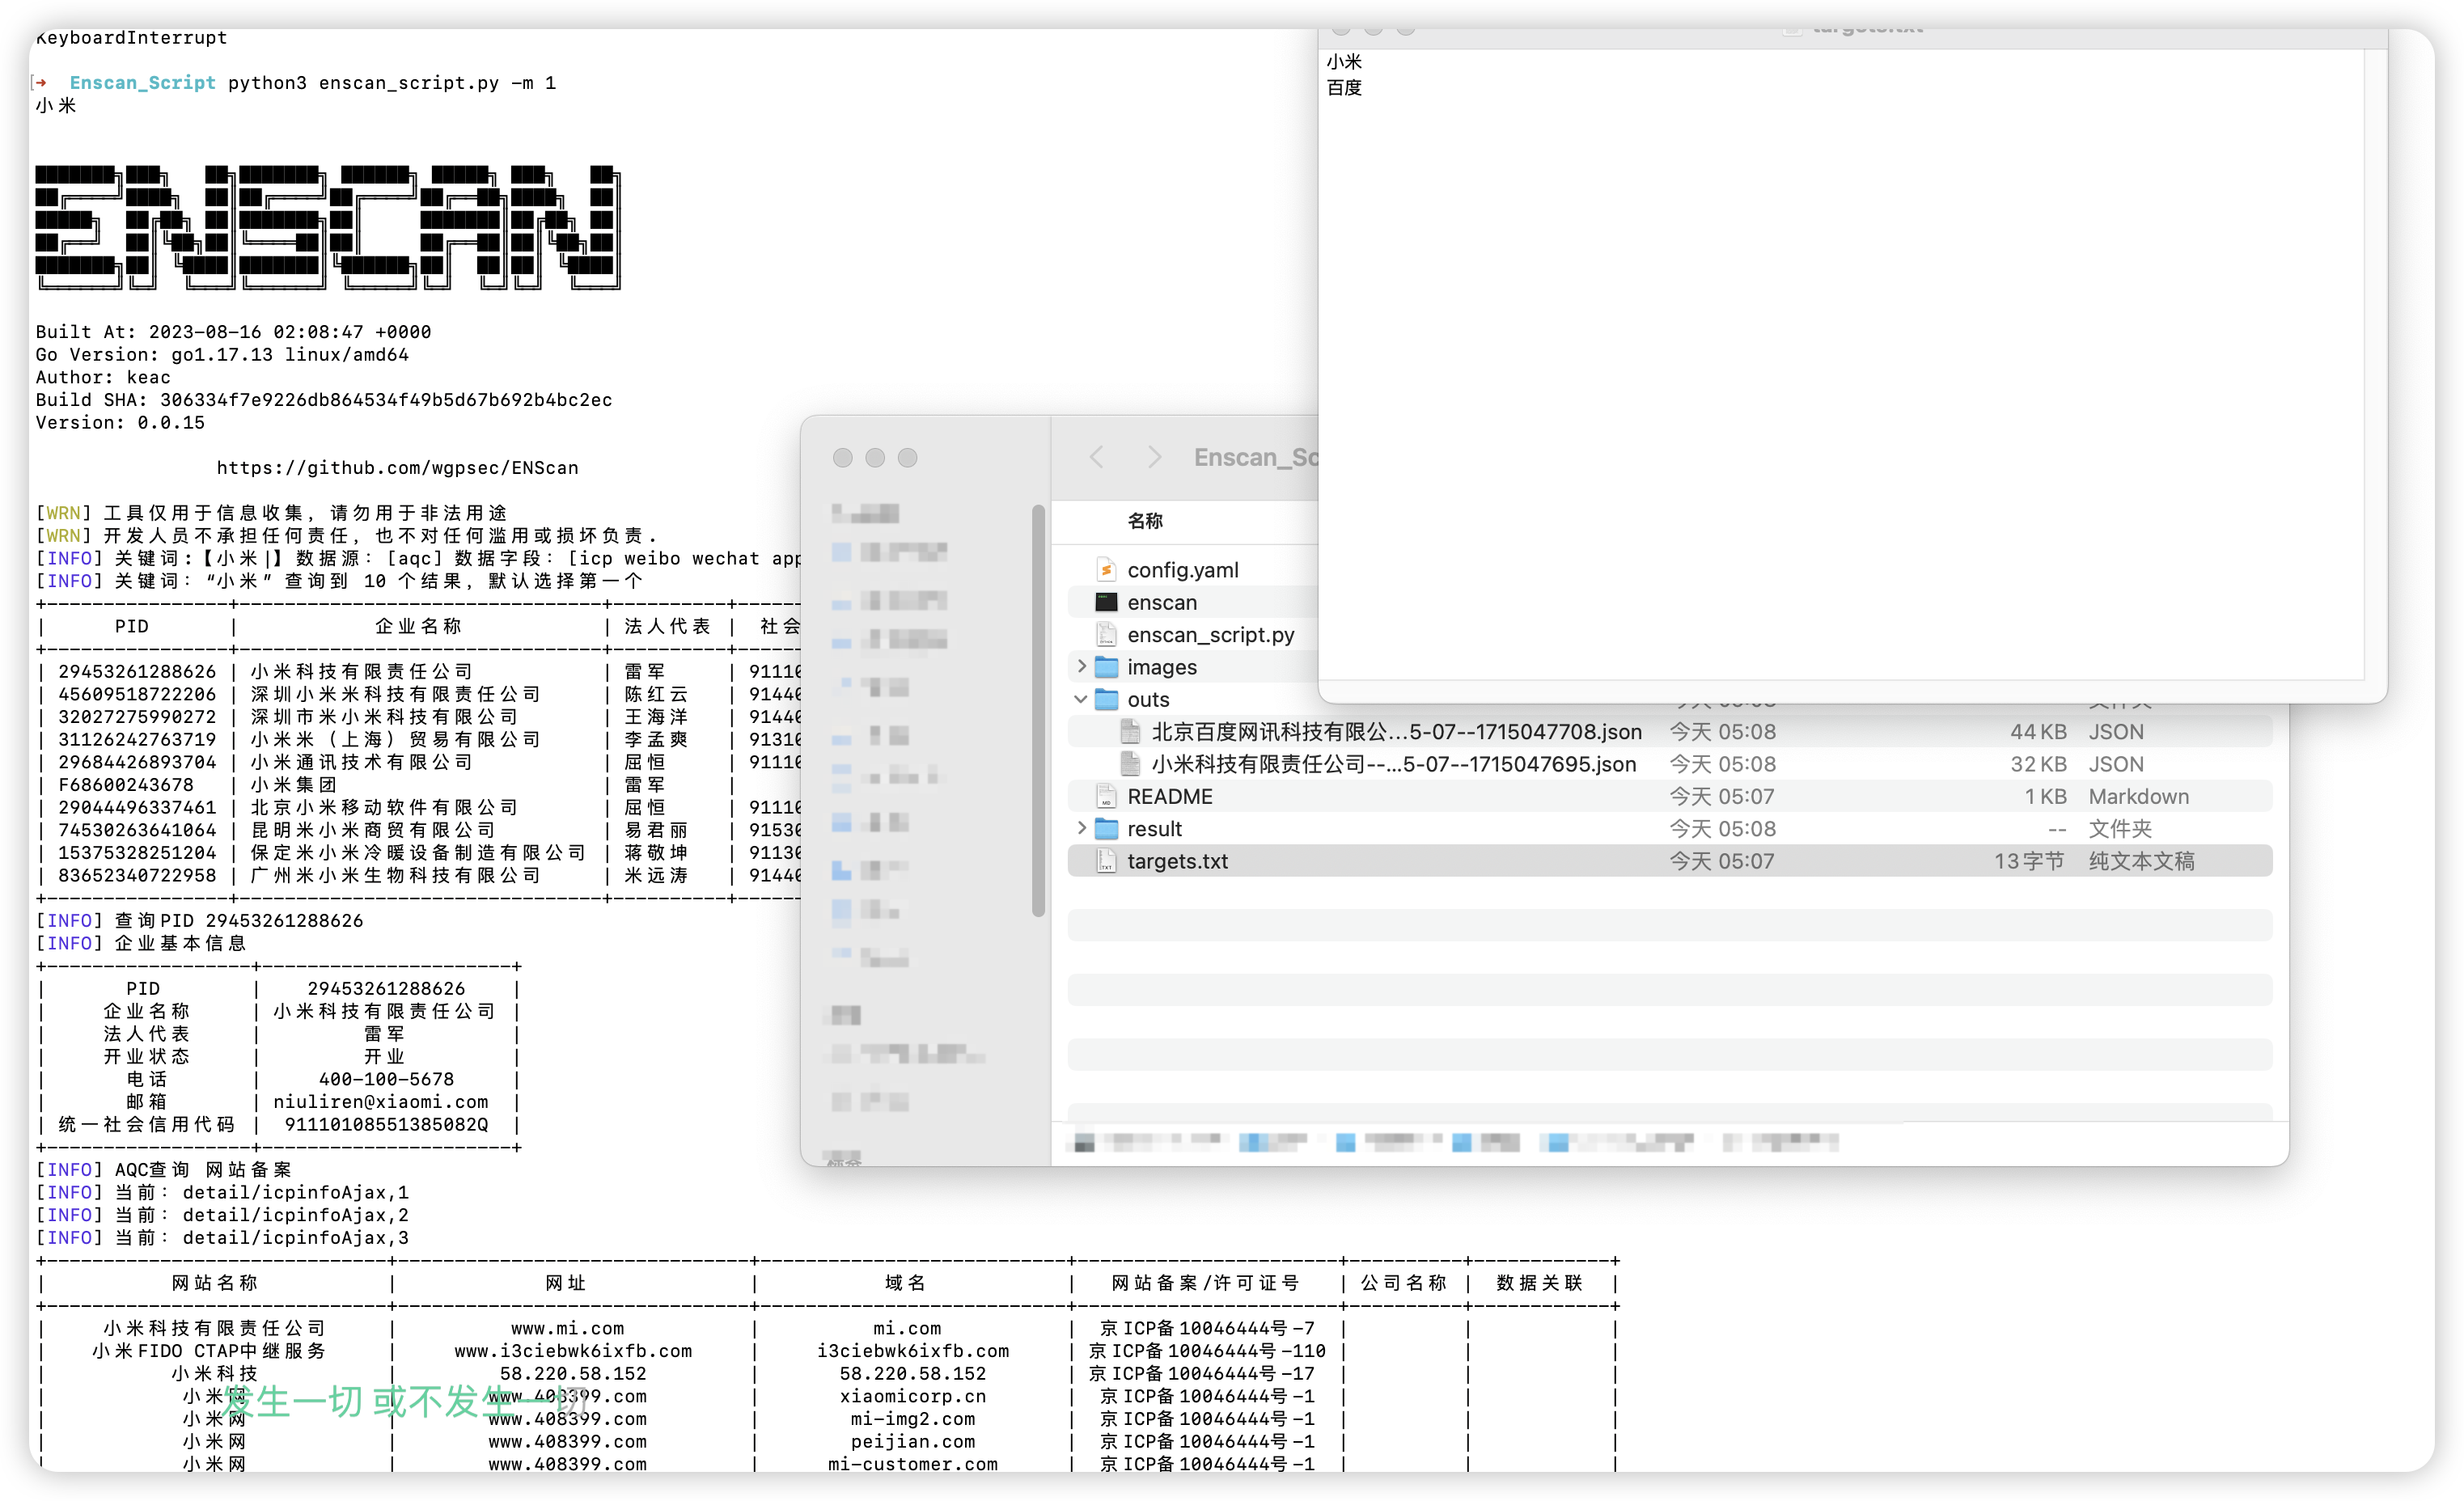 KeyboardInterrupt
➜ Enscan_Script python3 enscan_script.py -m 1
小米
ENSCAN
Built At: 2023-08-16 02:08:47 +0000
Go Version: go1.17.13 linux/amd64
Author: keac
Build SHA: 306334f7e9226db864534f49b5d67b692b4bc2ec
Version: 0.0.15
https://github.com/wgpsec/ENScan
[WRN] 工具仅用于信息收集，请勿用于非法用途
[WRN] 开发人员不承担任何责任，也不对任何滥用或损坏负责.
[INFO] 关键词:【小米|】数据源：[aqc] 数据字段：[icp weibo wechat app
[INFO] 关键词：“小米” 查询到 10 个结果，默认选择第一个
| PID | 企业名称 | 法人代表 | 社会
| 29453261288626 | 小米科技有限责任公司 | 雷军 | 91110
| 45609518722206 | 深圳小米米科技有限责任公司 | 陈红云 | 91440
| 32027275990272 | 深圳市米小米科技有限公司 | 王海洋 | 91440
| 31126242763719 | 小米米（上海）贸易有限公司 | 李孟爽 | 91310
| 29684426893704 | 小米通讯技术有限公司 | 屈恒 | 91110
| F68600243678 | 小米集团 | 雷军 |
| 29044496337461 | 北京小米移动软件有限公司 | 屈恒 | 91110
| 74530263641064 | 昆明米小米商贸有限公司 | 易君丽 | 91530
| 15375328251204 | 保定米小米冷暖设备制造有限公司 | 蒋敬坤 | 91130
| 83652340722958 | 广州米小米生物科技有限公司 | 米远涛 | 91440
[INFO] 查询PID 29453261288626
[INFO] 企业基本信息
| PID | 29453261288626 |
| 企业名称 | 小米科技有限责任公司 |
| 法人代表 | 雷军 |
| 开业状态 | 开业 |
| 电话 | 400-100-5678 |
| 邮箱 | niuliren@xiaomi.com |
| 统一社会信用代码 | 91110108551385082Q |
[INFO] AQC查询 网站备案
[INFO] 当前：detail/icpinfoAjax,1
[INFO] 当前：detail/icpinfoAjax,2
[INFO] 当前：detail/icpinfoAjax,3
| 网站名称 | 网址 | 域名 | 网站备案/许可证号 | 公司名称 | 数据关联 |
| 小米科技有限责任公司 | www.mi.com | mi.com | 京ICP备10046444号-7 | | |
| 小米FIDO CTAP中继服务 | www.i3ciebwk6ixfb.com | i3ciebwk6ixfb.com | 京ICP备10046444号-110 | | |
| 小米科技 | 58.220.58.152 | 58.220.58.152 | 京ICP备10046444号-17 | | |
| 小米网 | www.408399.com | xiaomicorp.cn | 京ICP备10046444号-1 | | |
| 小米网 | www.408399.com | mi-img2.com | 京ICP备10046444号-1 | | |
| 小米网 | www.408399.com | peijian.com | 京ICP备10046444号-1 | | |
| 小米网 | www.408399.com | mi-customer.com | 京ICP备10046444号-1 | | |
发生一切 或不发生一切
targets.txt
小米
百度
Enscan_Sc
名称
config.yaml
enscan
enscan_script.py
images
outs 今天 05:08 文件夹
北京百度网讯科技有限公...5-07--1715047708.json 今天 05:08 44 KB JSON
小米科技有限责任公司--...5-07--1715047695.json 今天 05:08 32 KB JSON
README 今天 05:07 1 KB Markdown
result 今天 05:08 -- 文件夹
targets.txt 今天 05:07 13 字节 纯文本文稿